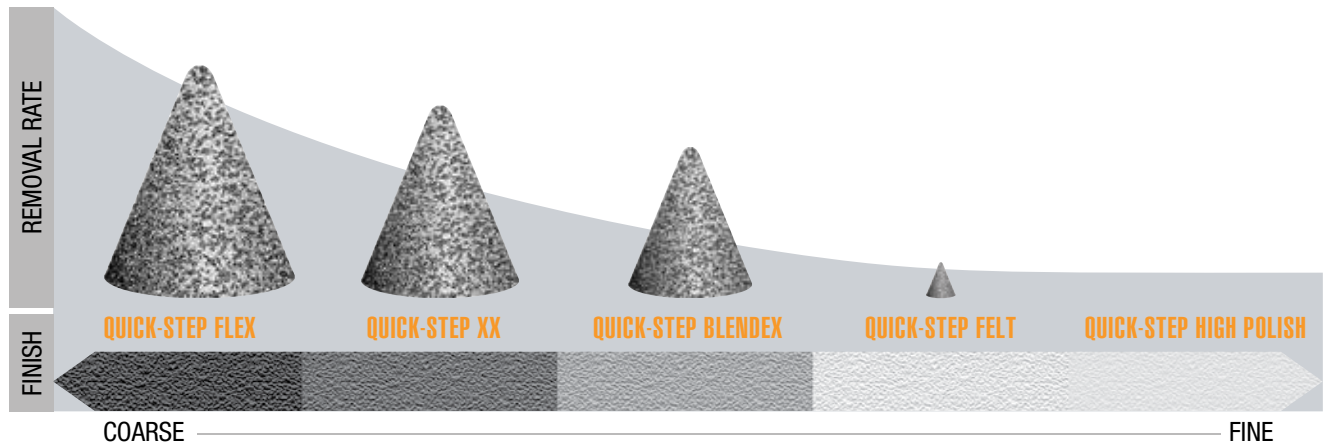 REMOVAL RATE
QUICK-STEP FLEX
QUICK-STEP XX
QUICK-STEP BLENDEX
QUICK-STEP FELT
QUICK-STEP HIGH POLISH
FINISH
COARSE
FINE